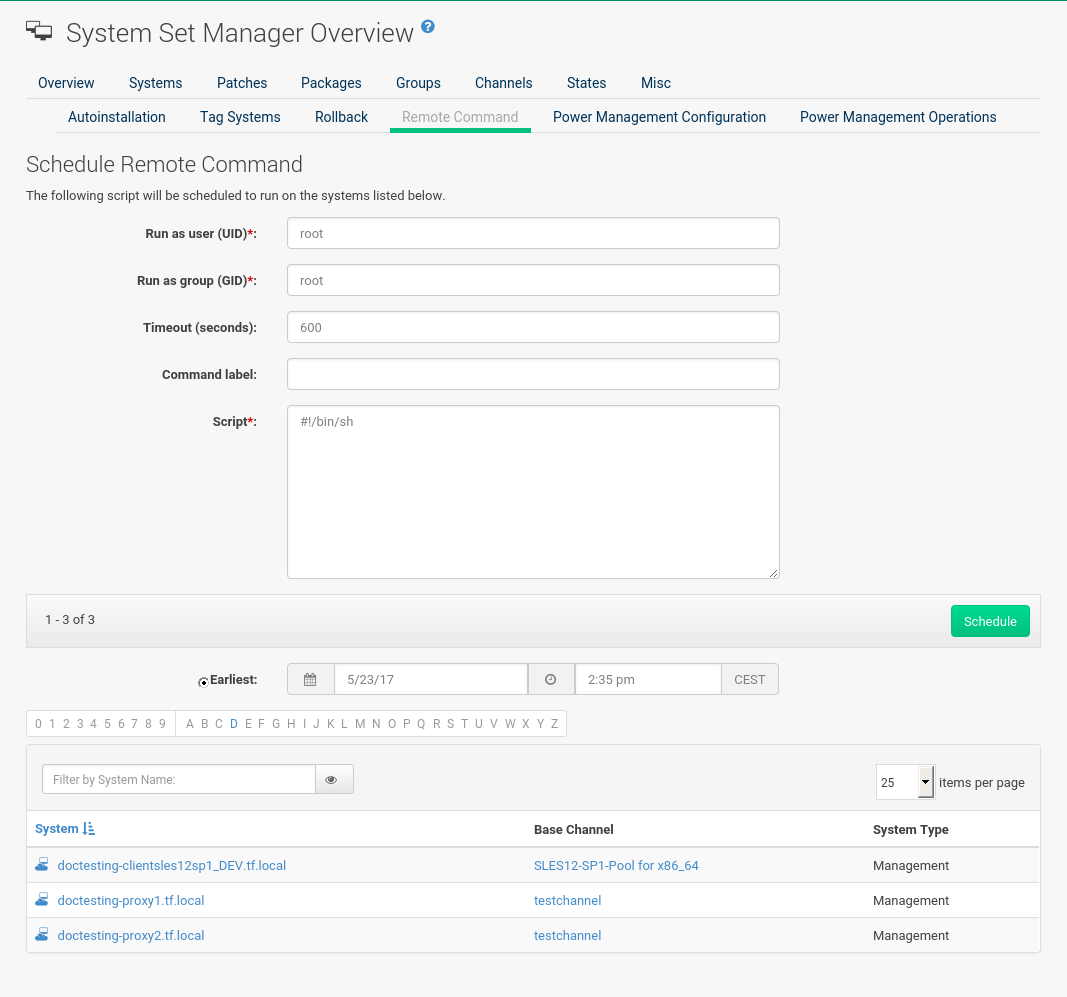 System Set Manager Overview ?
Overview Systems Patches Packages Groups Channels States Misc
Autoinstallation Tag Systems Rollback Remote Command Power Management Configuration Power Management Operations
Schedule Remote Command
The following script will be scheduled to run on the systems listed below.
Run as user (UID)*: root
Run as group (GID)*: root
Timeout (seconds): 600
Command label:
Script*: #!/bin/sh
1 - 3 of 3 Schedule
Earliest: 5/23/17 2:35 pm CEST
0 1 2 3 4 5 6 7 8 9 A B C D E F G H I J K L M N O P Q R S T U V W X Y Z
Filter by System Name: 25 items per page
System Base Channel System Type
doctesting-clientsles12sp1_DEV.tf.local SLES12-SP1-Pool for x86_64 Management
doctesting-proxy1.tf.local testchannel Management
doctesting-proxy2.tf.local testchannel Management